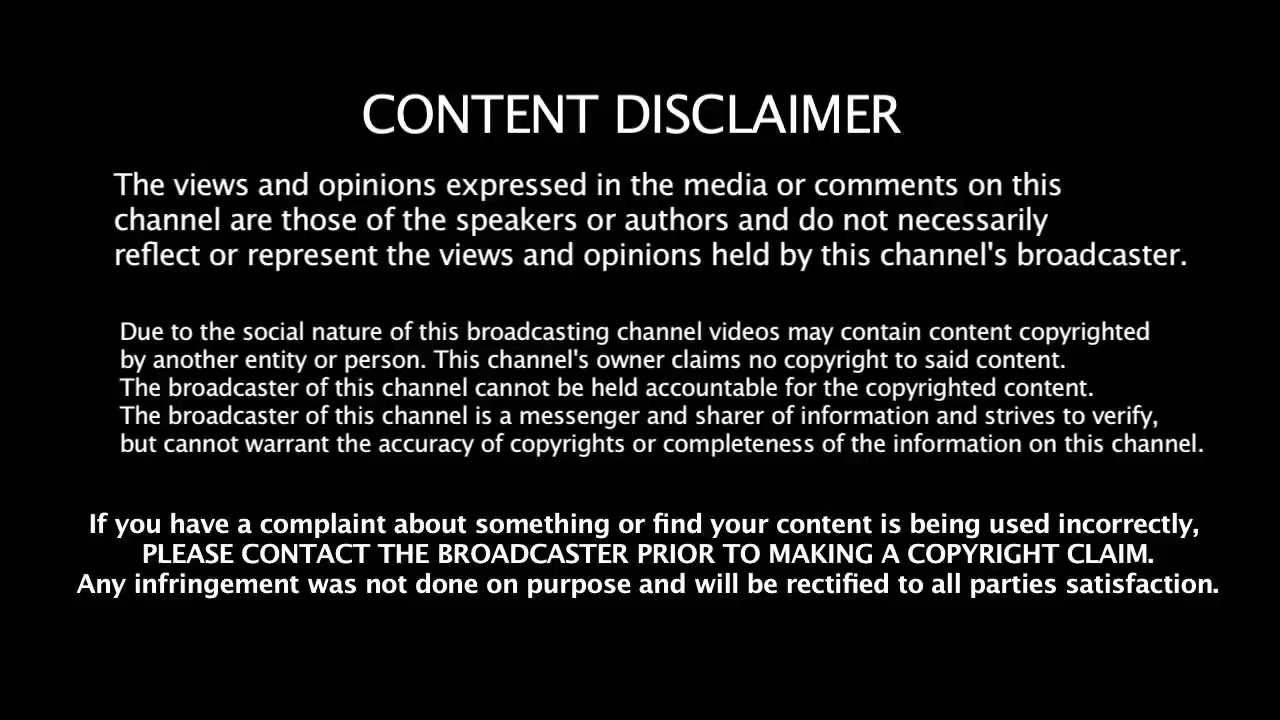 CONTENT DISCLAIMER
The views and opinions expressed in the media or comments on this
channel are those of the speakers or authors and do not necessarily
reflect or represent the views and opinions held by this channel's broadcaster.
Due to the social nature of this broadcasting channel videos may contain content copyrighted
by another entity or person. This channel's owner claims no copyright to said content.
The broadcaster of this channel cannot be held accountable for the copyrighted content.
The broadcaster of this channel is a messenger and sharer of information and strives to verify,
but cannot warrant the accuracy of copyrights or completeness of the information on this channel.
If you have a complaint about something or find your content is being used incorrectly,
PLEASE CONTACT THE BROADCASTER PRIOR TO MAKING A COPYRIGHT CLAIM.
Any infringement was not done on purpose and will be rectified to all parties satisfaction.